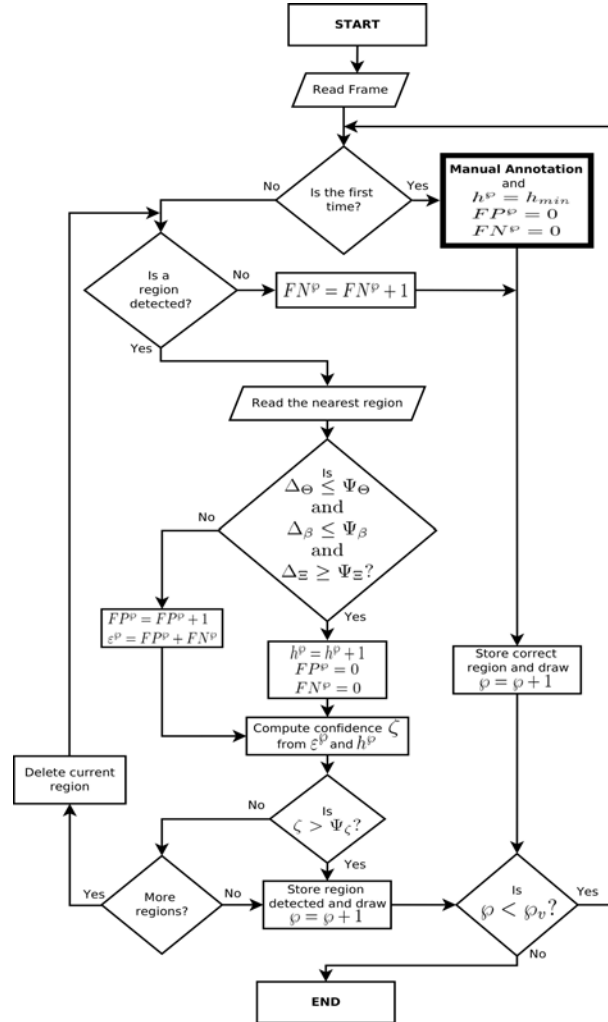 START
Read Frame
Is the first
time?
No
Yes
Manual Annotation
and
h^℘ = h_min
FP^℘ = 0
FN^℘ = 0
Is a
region
detected?
No
FN^℘ = FN^℘ + 1
Yes
Read the nearest region
Is
Δ_Θ ≤ Ψ_Θ
and
Δ_β ≤ Ψ_β
and
Δ_Ξ ≥ Ψ_Ξ?
No
Yes
FP^℘ = FP^℘ + 1
ε^℘ = FP^℘ + FN^℘
h^℘ = h^℘ + 1
FP^℘ = 0
FN^℘ = 0
Store correct
region and draw
℘ = ℘ + 1
Compute confidence ζ
from ε^℘ and h^℘
Delete current
region
Is
ζ > Ψ_ζ?
No
Yes
More
regions?
Yes
No
Store region
detected and draw
℘ = ℘ + 1
Is
℘ < ℘_v?
Yes
No
END